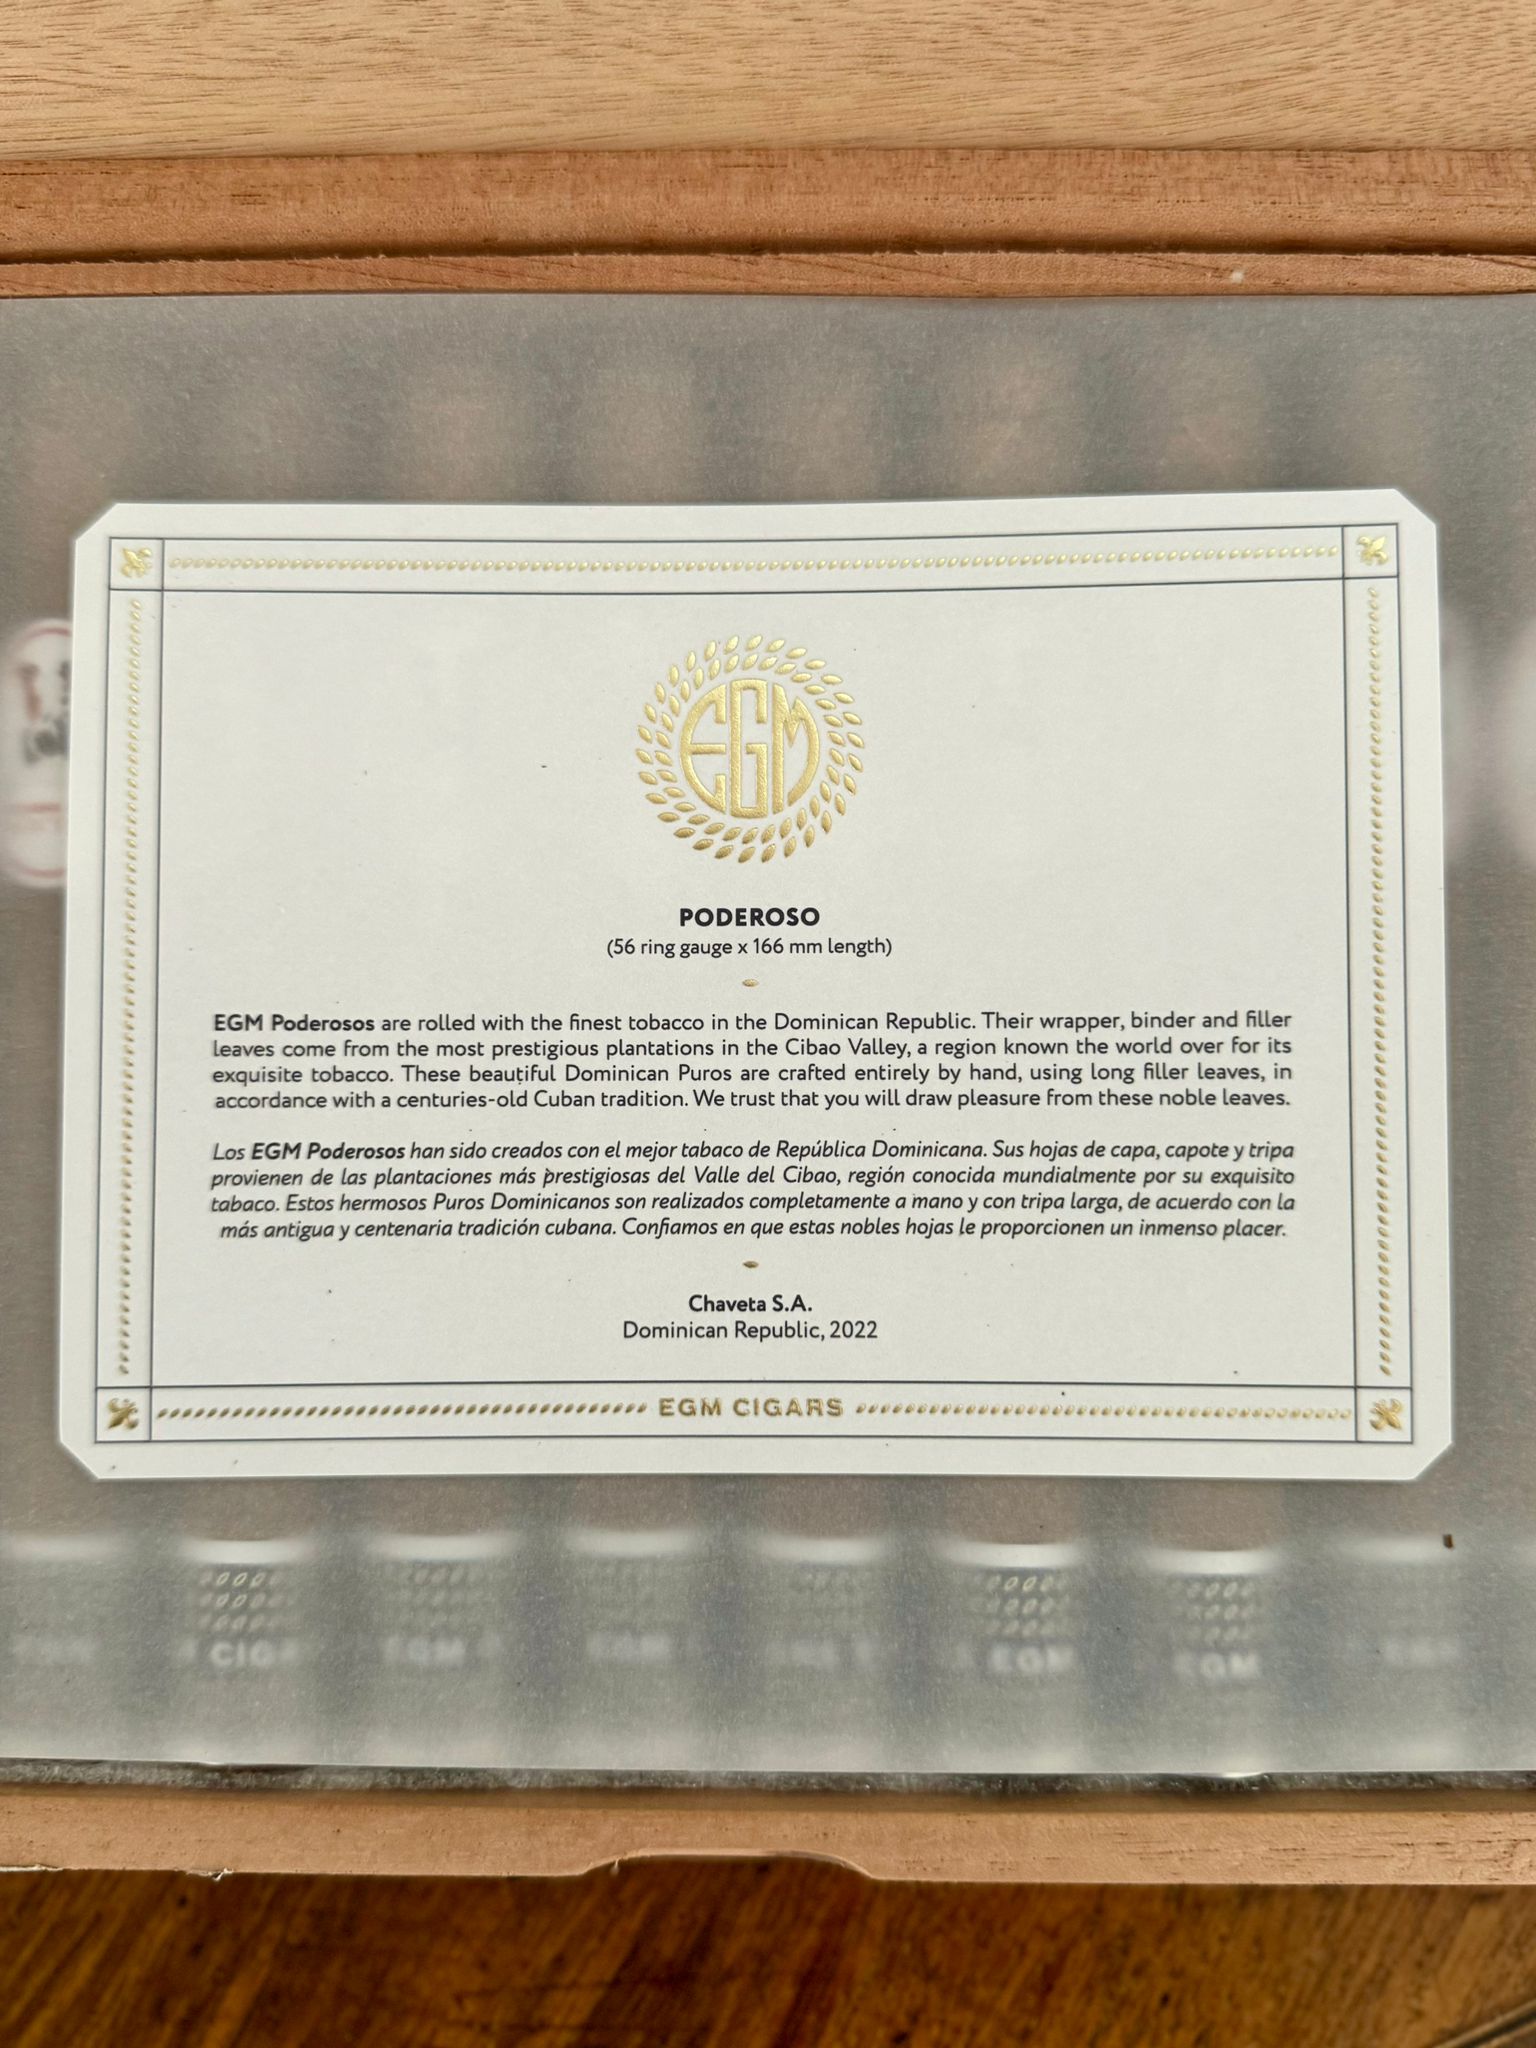 EGM
PODEROSO
(56 ring gauge x 166 mm length)
EGM Poderosos are rolled with the finest tobacco in the Dominican Republic. Their wrapper, binder and filler
leaves come from the most prestigious plantations in the Cibao Valley, a region known the world over for its
exquisite tobacco. These beautiful Dominican Puros are crafted entirely by hand, using long filler leaves, in
accordance with a centuries-old Cuban tradition. We trust that you will draw pleasure from these noble leaves.
Los EGM Poderosos han sido creados con el mejor tabaco de República Dominicana. Sus hojas de capa, capote y tripa
provienen de las plantaciones más prestigiosas del Valle del Cibao, región conocida mundialmente por su exquisito
tabaco. Estos hermosos Puros Dominicanos son realizados completamente a mano y con tripa larga, de acuerdo con la
más antigua y centenaria tradición cubana. Confiamos en que estas nobles hojas le proporcionen un inmenso placer.
Chaveta S.A.
Dominican Republic, 2022
EGM CIGARS
CIG EGM EGM EGM